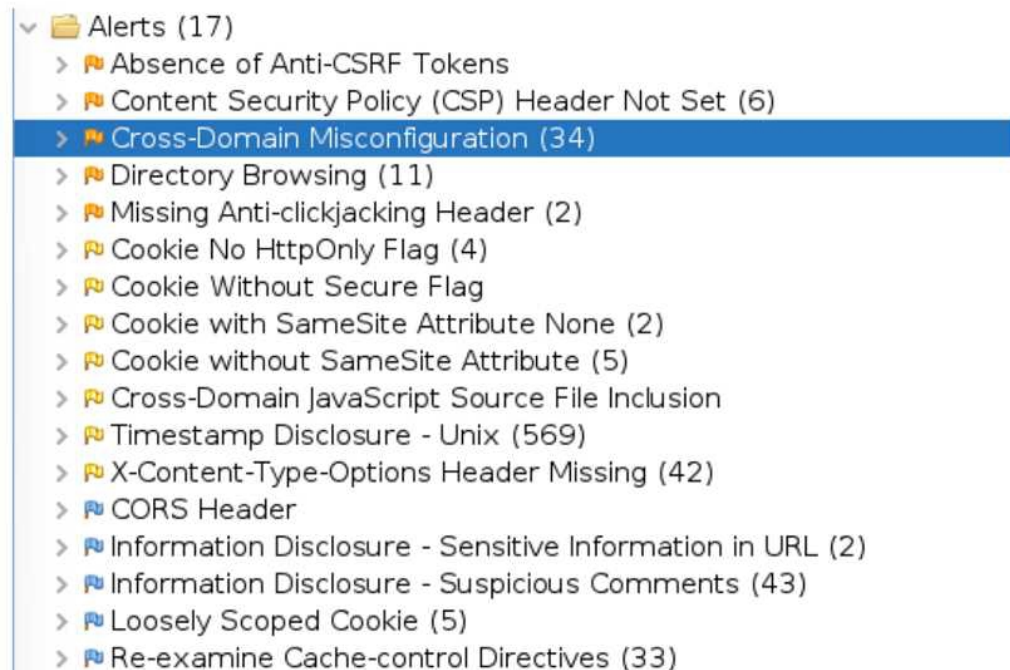 Alerts (17)
Absence of Anti-CSRF Tokens
Content Security Policy (CSP) Header Not Set (6)
Cross-Domain Misconfiguration (34)
Directory Browsing (11)
Missing Anti-clickjacking Header (2)
Cookie No HttpOnly Flag (4)
Cookie Without Secure Flag
Cookie with SameSite Attribute None (2)
Cookie without SameSite Attribute (5)
Cross-Domain JavaScript Source File Inclusion
Timestamp Disclosure - Unix (569)
X-Content-Type-Options Header Missing (42)
CORS Header
Information Disclosure - Sensitive Information in URL (2)
Information Disclosure - Suspicious Comments (43)
Loosely Scoped Cookie (5)
Re-examine Cache-control Directives (33)